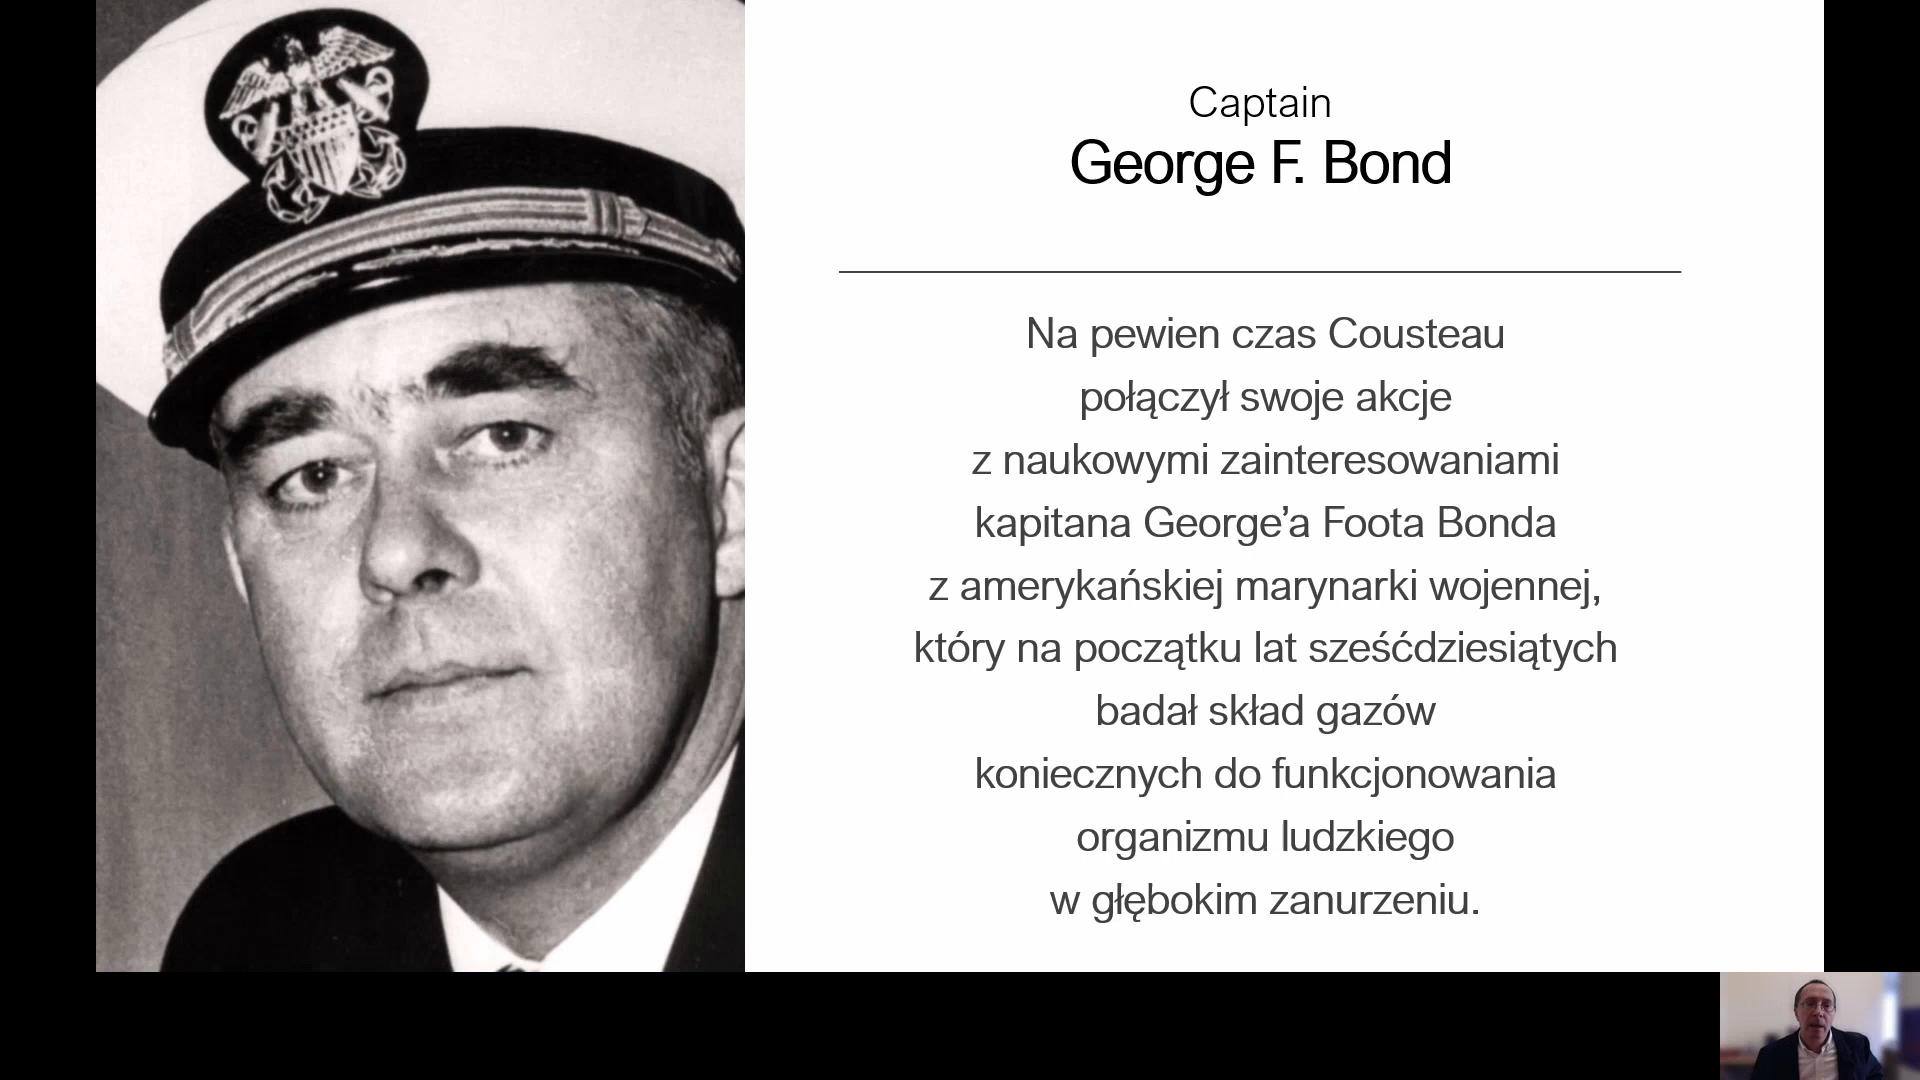 Captain
George F. Bond
Na pewien czas Cousteau
połączył swoje akcje
z naukowymi zainteresowaniami
kapitana George’a Foota Bonda
z amerykańskiej marynarki wojennej,
który na początku lat sześćdziesiątych
badał skład gazów
koniecznych do funkcjonowania
organizmu ludzkiego
w głębokim zanurzeniu.